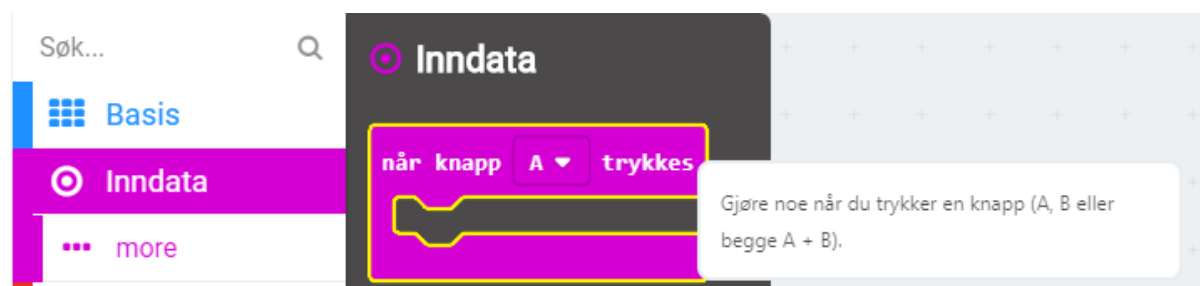 Søk...
Basis
Inndata
more
Inndata
når knapp A trykkes
Gjøre noe når du trykker en knapp (A, B eller
begge A + B).